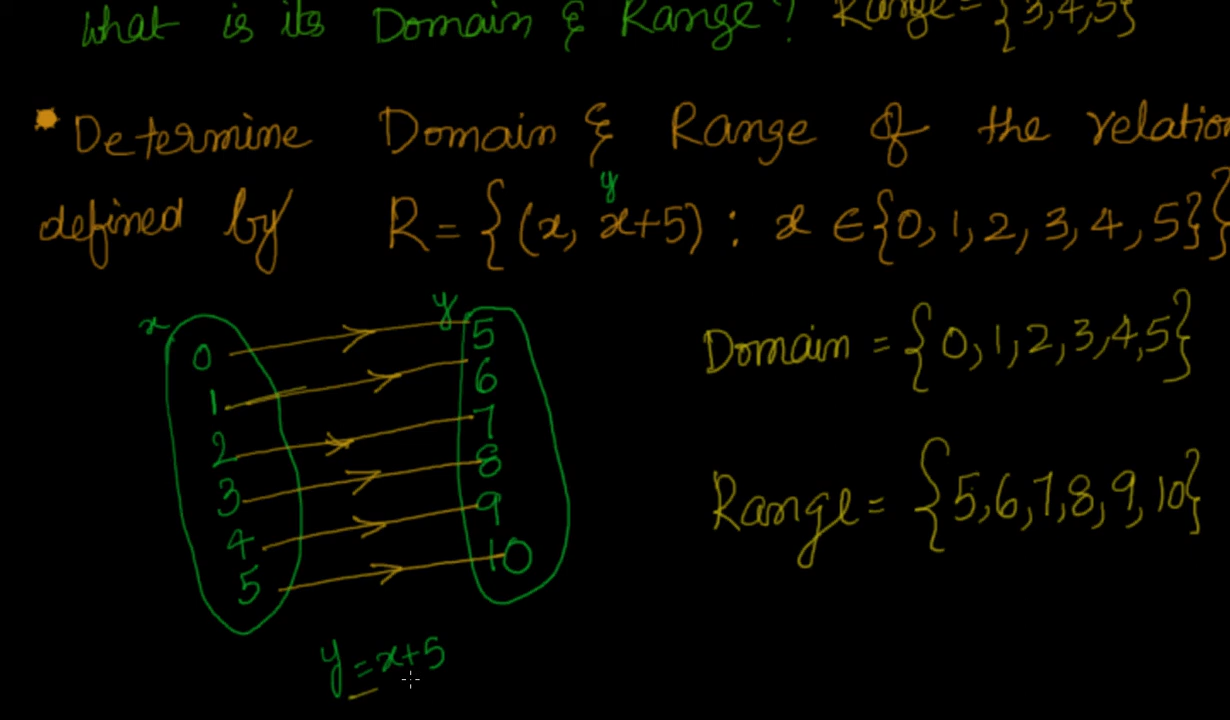 What is its Domain & Range? Range = {3,4,5}
Determine Domain & Range of the relation
y
defined by R = {(x, x+5) : x ∈ {0, 1, 2, 3, 4, 5}}
x y
0 5
1 6
2 7
3 8
4 9
5 10
Domain = {0, 1, 2, 3, 4, 5}
Range = {5, 6, 7, 8, 9, 10}
y = x+5